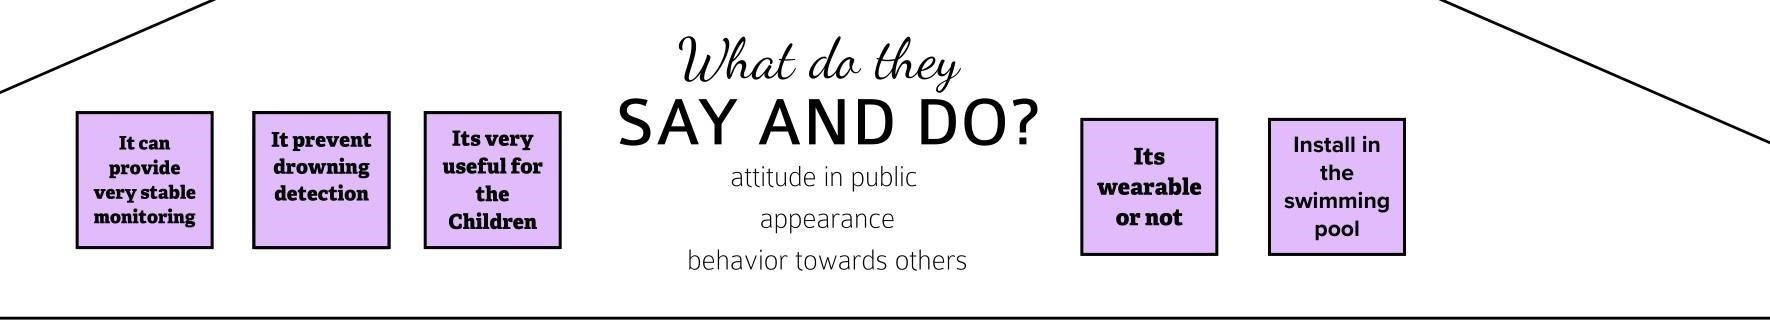 What do they
SAY AND DO?
attitude in public
appearance
behavior towards others
It can
provide
very stable
monitoring
It prevent
drowning
detection
Its very
useful for
the
Children
Its
wearable
or not
Install in
the
swimming
pool